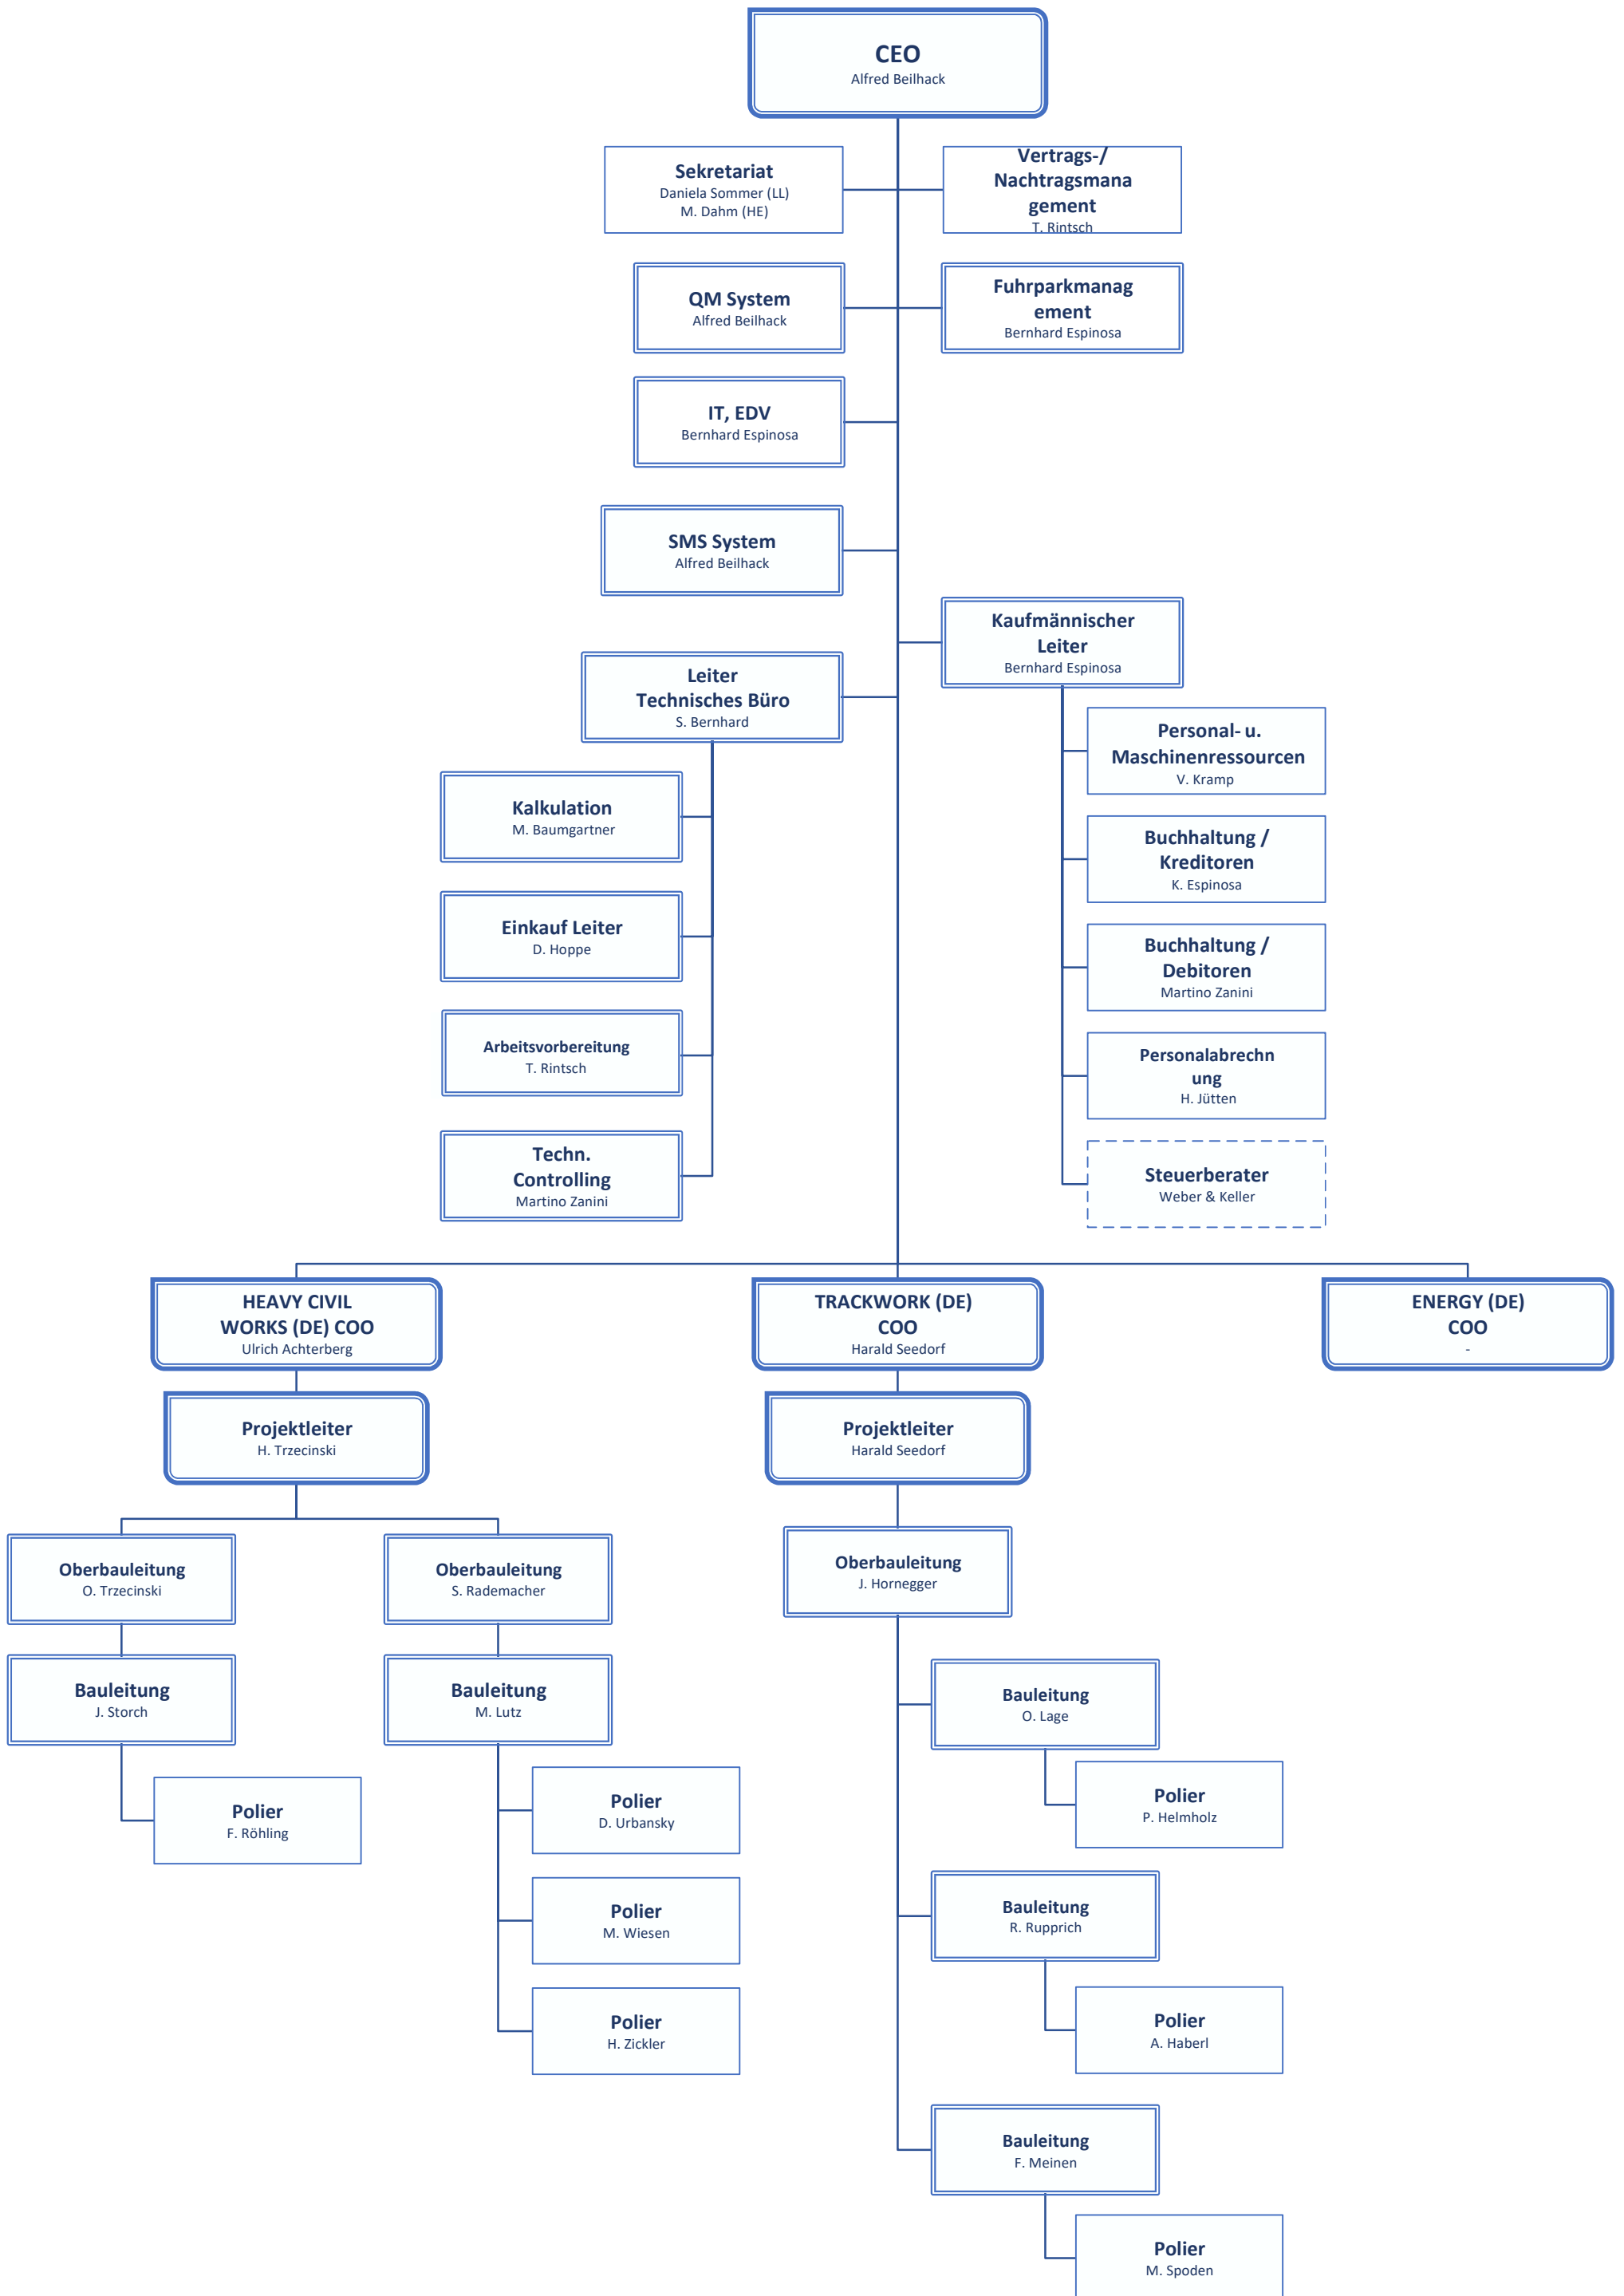 CEO
Alfred Beilhack
Sekretariat
Daniela Sommer (LL)
M. Dahm (HE)
Vertrags-/
Nachtragsmana
gement
T. Rintsch
QM System
Alfred Beilhack
Fuhrparkmanag
ement
Bernhard Espinosa
IT, EDV
Bernhard Espinosa
SMS System
Alfred Beilhack
Kaufmännischer
Leiter
Bernhard Espinosa
Leiter
Technisches Büro
S. Bernhard
Personal- u.
Maschinenressourcen
V. Kramp
Kalkulation
M. Baumgartner
Buchhaltung /
Kreditoren
K. Espinosa
Einkauf Leiter
D. Hoppe
Buchhaltung /
Debitoren
Martino Zanini
Arbeitsvorbereitung
T. Rintsch
Personalabrechn
ung
H. Jütten
Techn.
Controlling
Martino Zanini
Steuerberater
Weber & Keller
HEAVY CIVIL
WORKS (DE) COO
Ulrich Achterberg
TRACKWORK (DE)
COO
Harald Seedorf
ENERGY (DE)
COO
-
Projektleiter
H. Trzecinski
Projektleiter
Harald Seedorf
Oberbauleitung
O. Trzecinski
Oberbauleitung
S. Rademacher
Oberbauleitung
J. Hornegger
Bauleitung
J. Storch
Bauleitung
M. Lutz
Bauleitung
O. Lage
Polier
F. Röhling
Polier
D. Urbansky
Polier
P. Helmholz
Polier
M. Wiesen
Bauleitung
R. Rupprich
Polier
H. Zickler
Polier
A. Haberl
Bauleitung
F. Meinen
Polier
M. Spoden